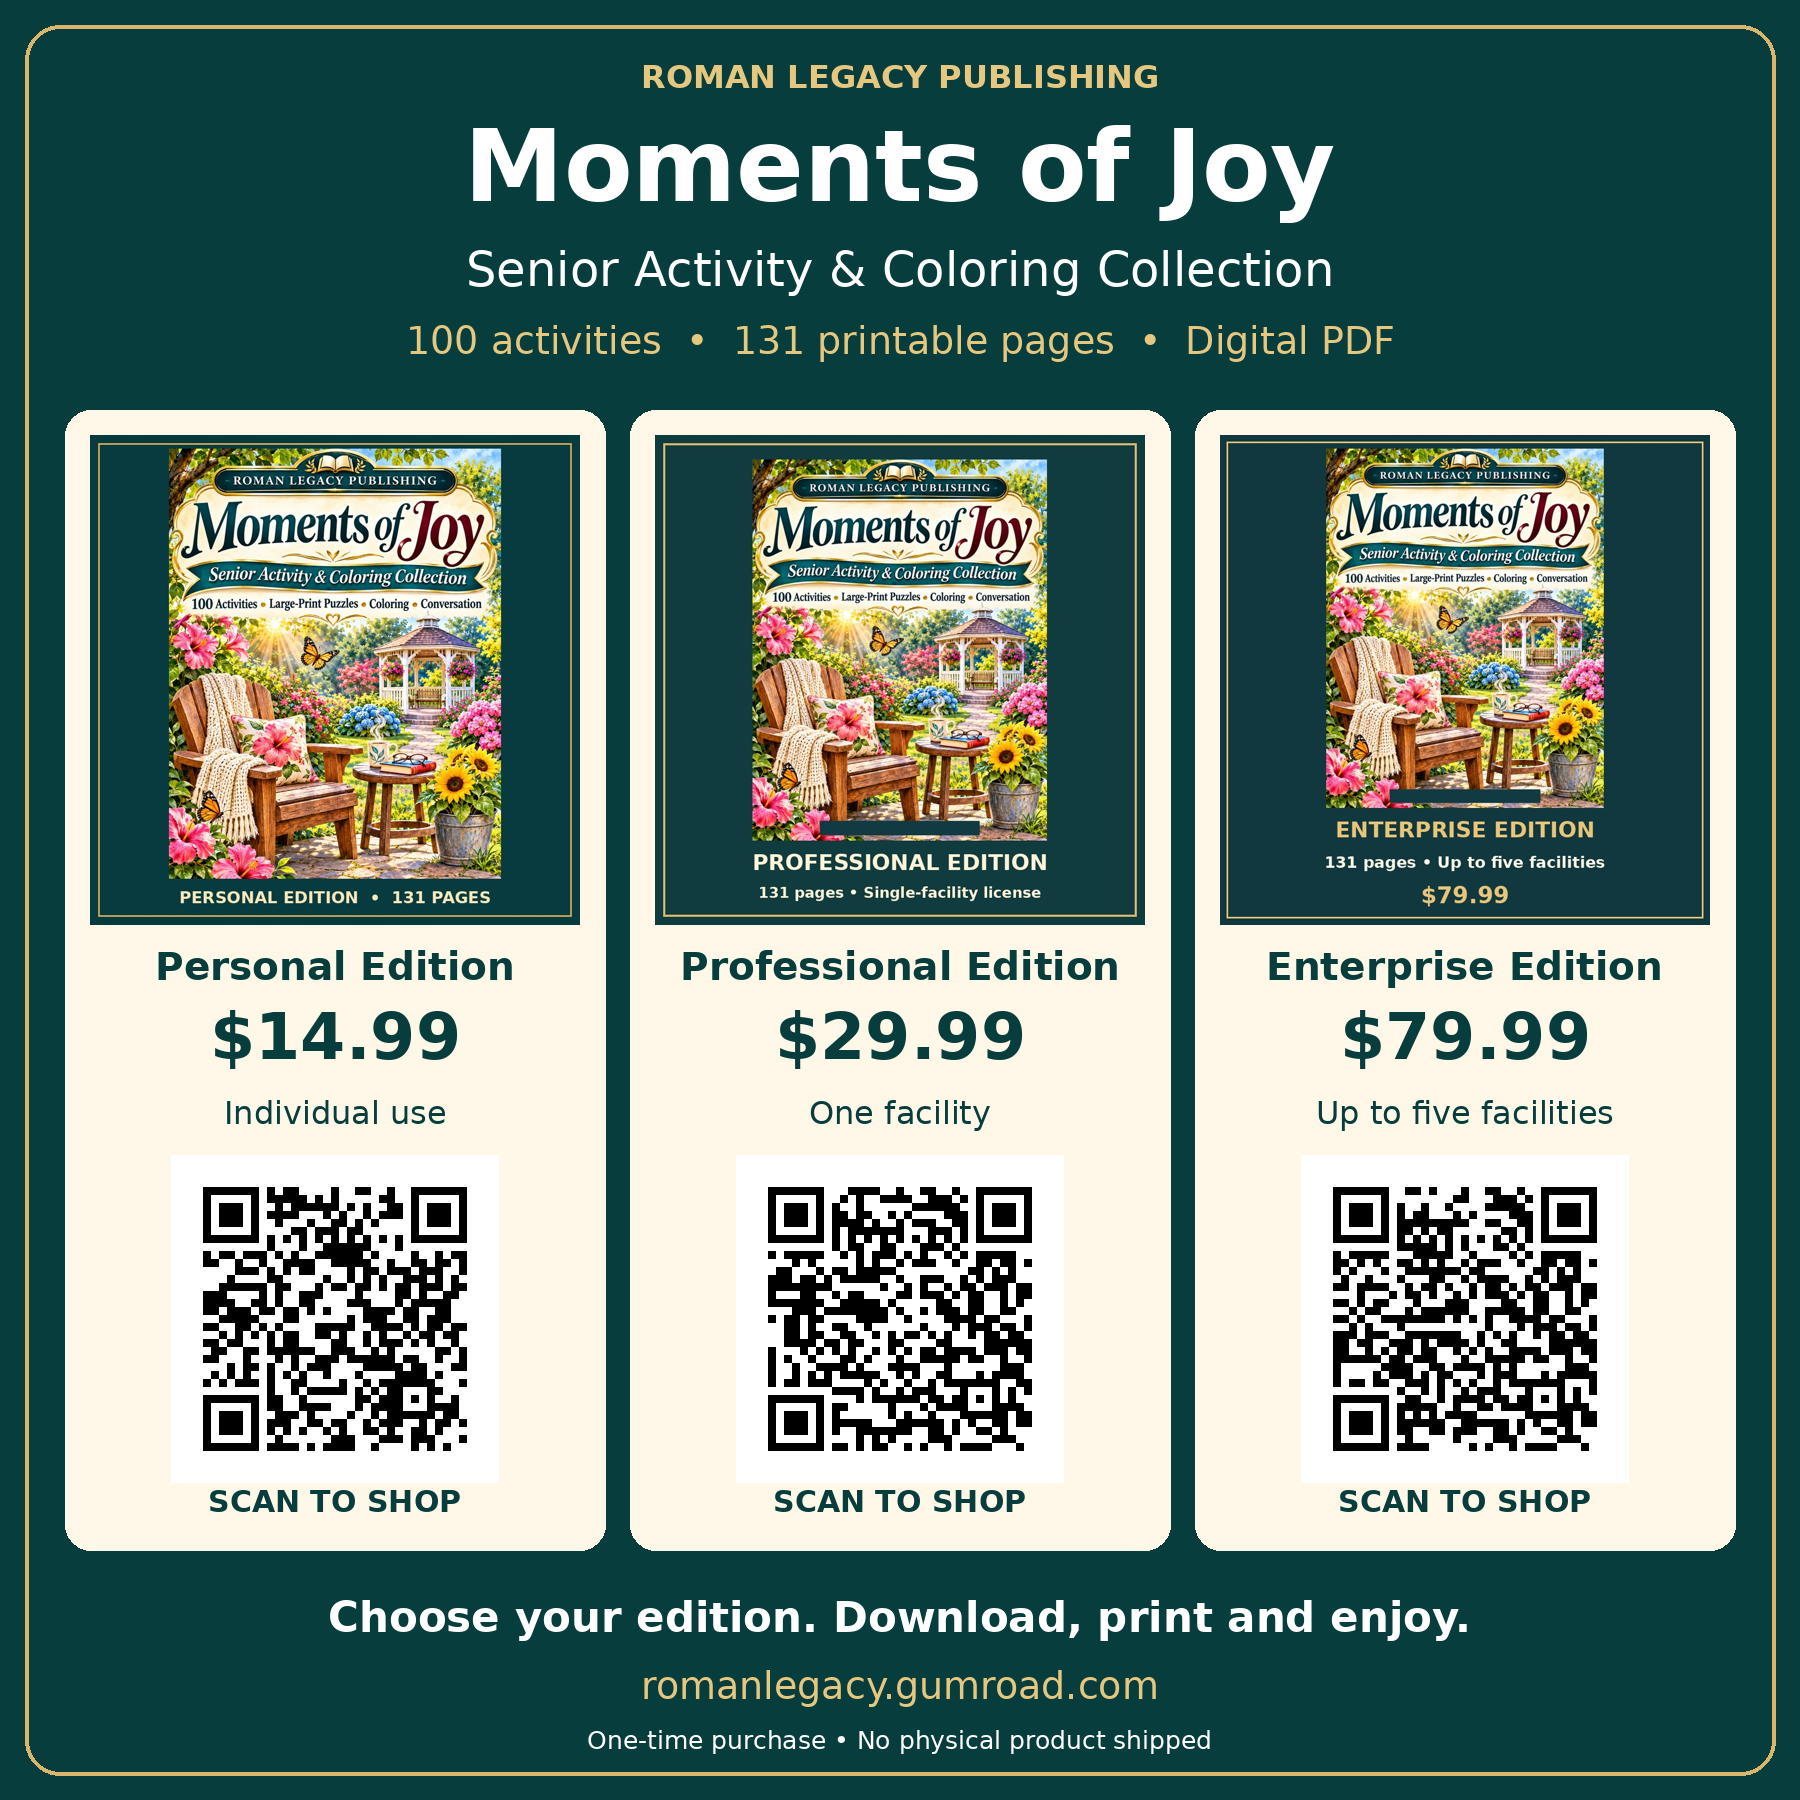 ROMAN LEGACY PUBLISHING
Moments of Joy
Senior Activity & Coloring Collection
100 activities • 131 printable pages • Digital PDF
ROMAN LEGACY PUBLISHING
Moments of Joy
Senior Activity & Coloring Collection
100 Activities • Large-Print Puzzles • Coloring • Conversation
PERSONAL EDITION • 131 PAGES
Personal Edition
$14.99
Individual use
SCAN TO SHOP
ROMAN LEGACY PUBLISHING
Moments of Joy
Senior Activity & Coloring Collection
100 Activities • Large-Print Puzzles • Coloring • Conversation
PROFESSIONAL EDITION
131 pages • Single-facility license
Professional Edition
$29.99
One facility
SCAN TO SHOP
ROMAN LEGACY PUBLISHING
Moments of Joy
Senior Activity & Coloring Collection
100 Activities • Large-Print Puzzles • Coloring • Conversation
ENTERPRISE EDITION
131 pages • Up to five facilities
$79.99
Enterprise Edition
$79.99
Up to five facilities
SCAN TO SHOP
Choose your edition. Download, print and enjoy.
romanlegacy.gumroad.com
One-time purchase • No physical product shipped